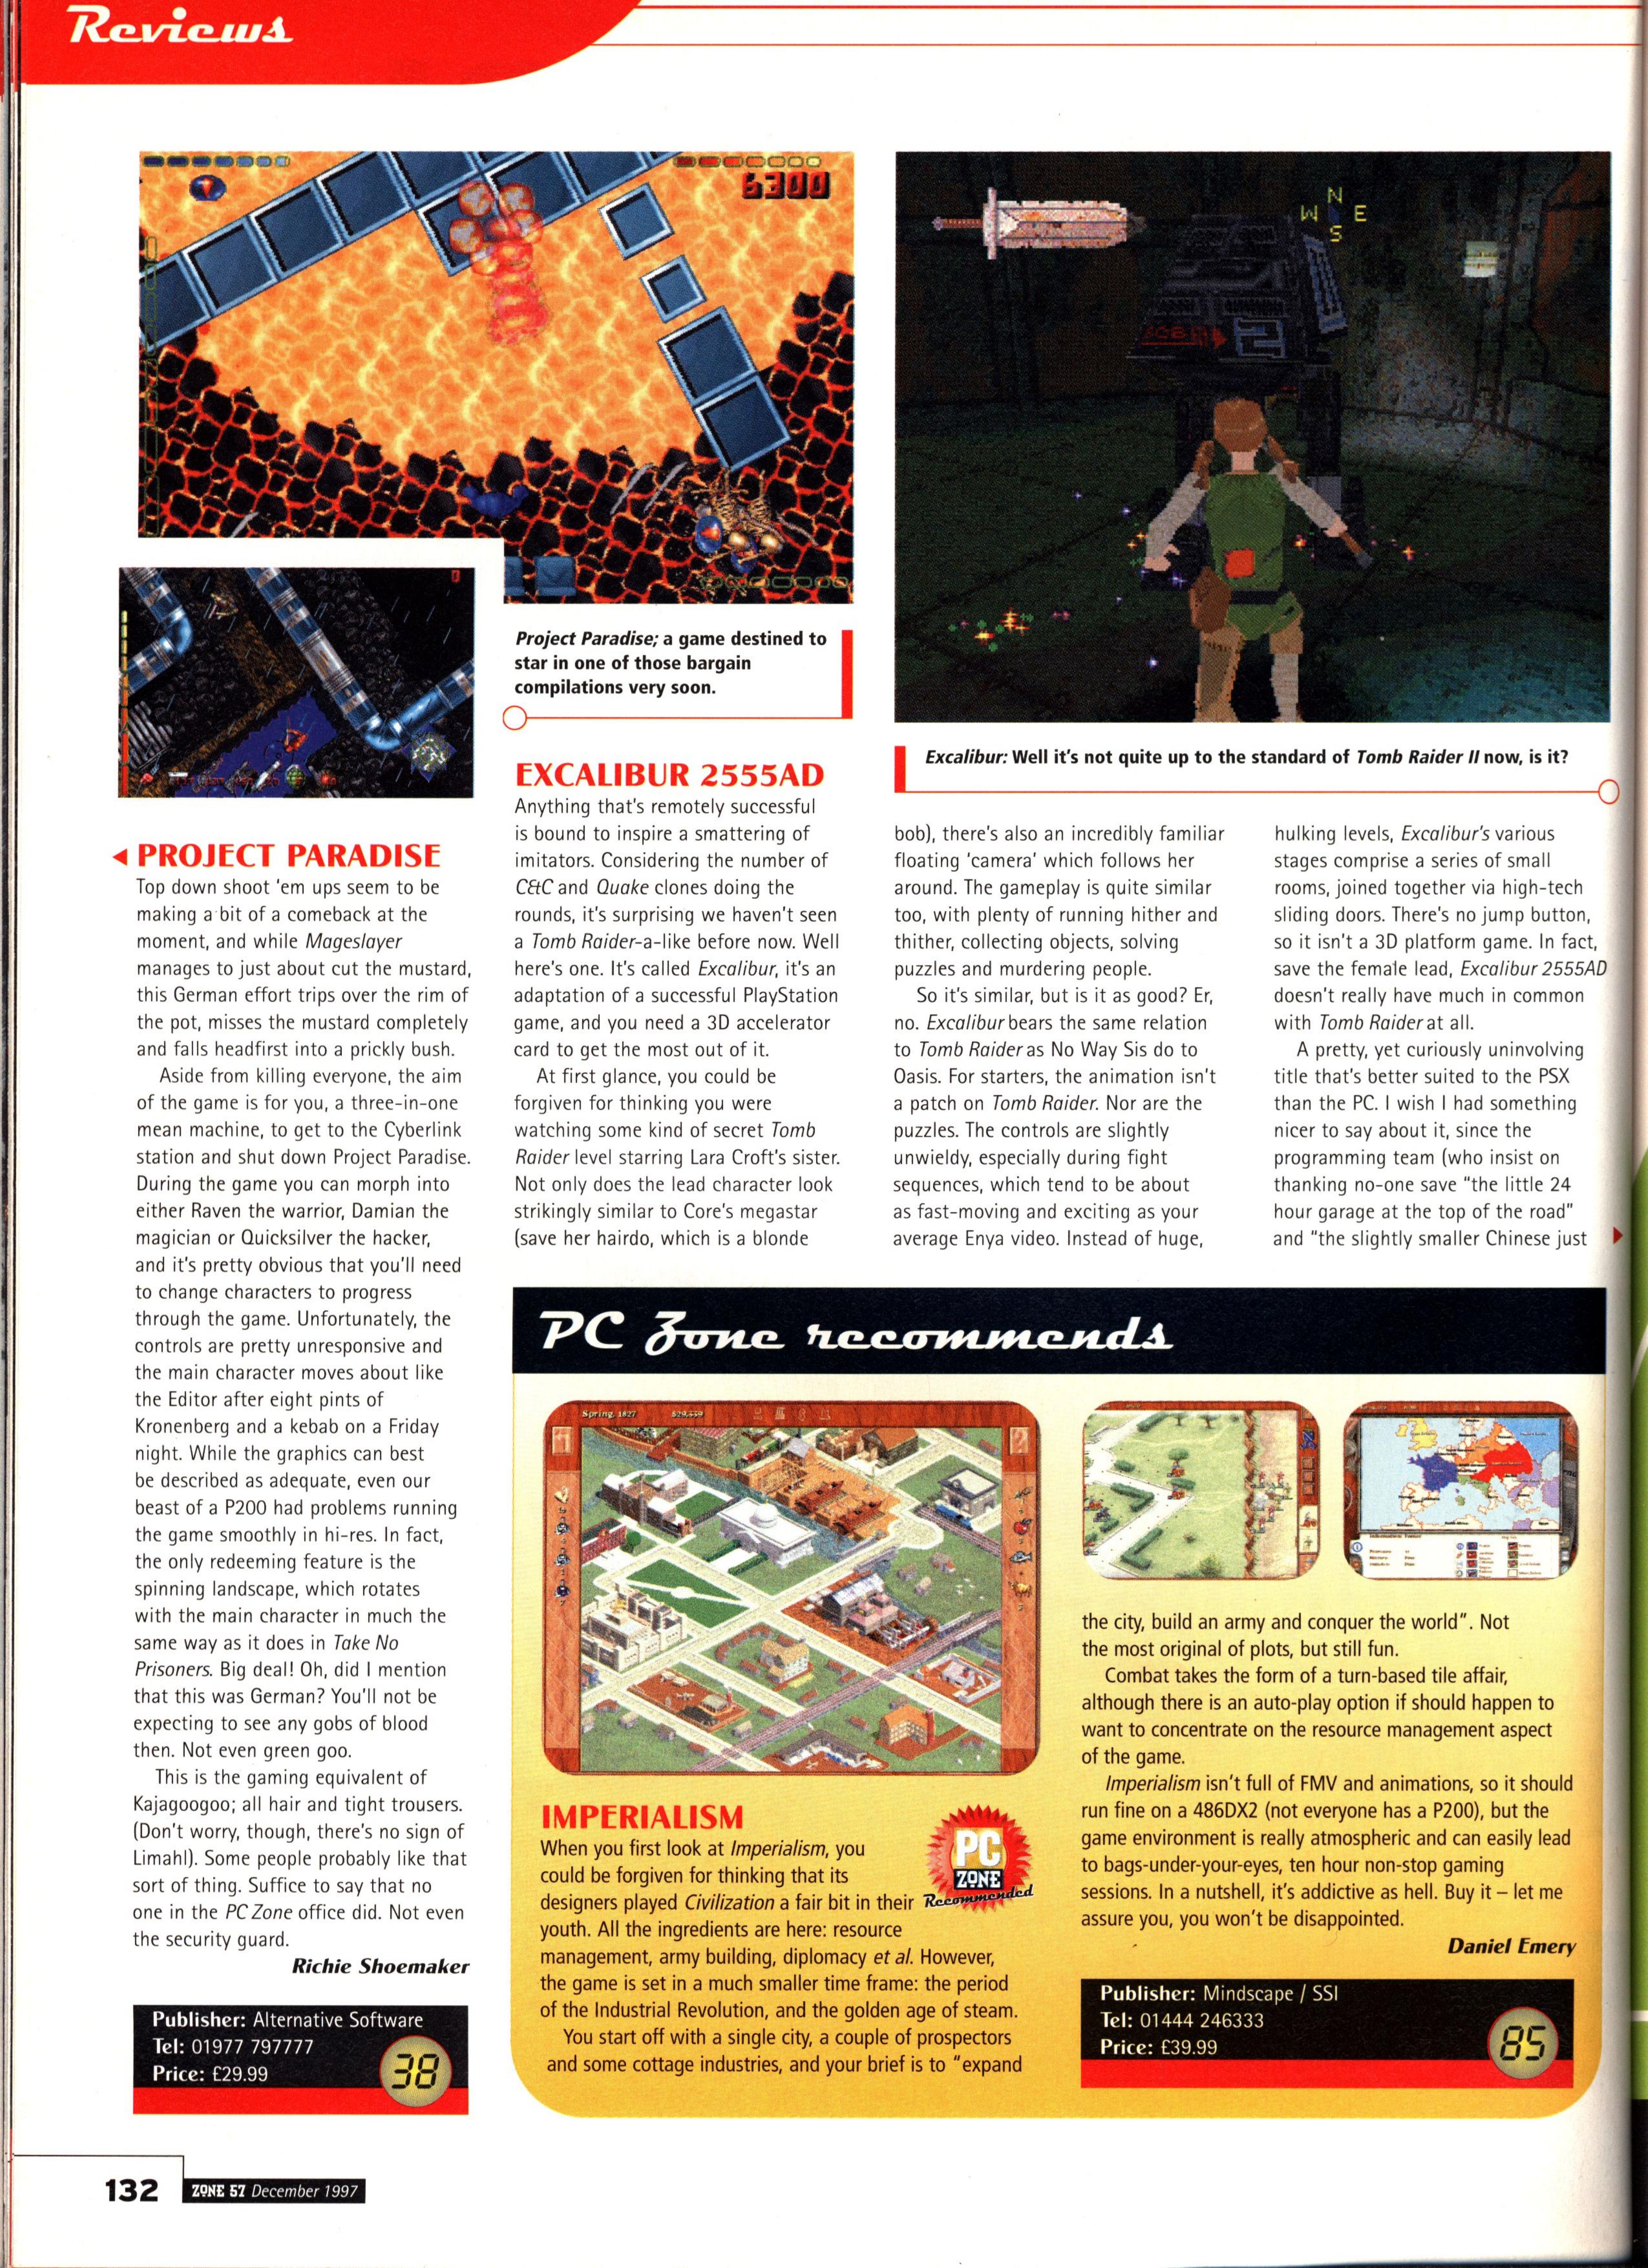 Reviews
6300
N
W E
S
Project Paradise; a game destined to
star in one of those bargain
compilations very soon.
Excalibur: Well it's not quite up to the standard of Tomb Raider II now, is it?
PROJECT PARADISE
Top down shoot 'em ups seem to be
making a bit of a comeback at the
moment, and while Mageslayer
manages to just about cut the mustard,
this German effort trips over the rim of
the pot, misses the mustard completely
and falls headfirst into a prickly bush.
Aside from killing everyone, the aim
of the game is for you, a three-in-one
mean machine, to get to the Cyberlink
station and shut down Project Paradise.
During the game you can morph into
either Raven the warrior, Damian the
magician or Quicksilver the hacker,
and it's pretty obvious that you'll need
to change characters to progress
through the game. Unfortunately, the
controls are pretty unresponsive and
the main character moves about like
the Editor after eight pints of
Kronenberg and a kebab on a Friday
night. While the graphics can best
be described as adequate, even our
beast of a P200 had problems running
the game smoothly in hi-res. In fact,
the only redeeming feature is the
spinning landscape, which rotates
with the main character in much the
same way as it does in Take No
Prisoners. Big deal! Oh, did I mention
that this was German? You'll not be
expecting to see any gobs of blood
then. Not even green goo.
This is the gaming equivalent of
Kajagoogoo; all hair and tight trousers.
(Don't worry, though, there's no sign of
Limahl). Some people probably like that
sort of thing. Suffice to say that no
one in the PC Zone office did. Not even
the security guard.
Richie Shoemaker
Publisher: Alternative Software
Tel: 01977 797777
Price: £29.99
38
EXCALIBUR 2555AD
Anything that's remotely successful
is bound to inspire a smattering of
imitators. Considering the number of
C&C and Quake clones doing the
rounds, it's surprising we haven't seen
a Tomb Raider-a-like before now. Well
here's one. It's called Excalibur, it's an
adaptation of a successful PlayStation
game, and you need a 3D accelerator
card to get the most out of it.
At first glance, you could be
forgiven for thinking you were
watching some kind of secret Tomb
Raider level starring Lara Croft's sister.
Not only does the lead character look
strikingly similar to Core's megastar
(save her hairdo, which is a blonde
bob), there's also an incredibly familiar
floating 'camera' which follows her
around. The gameplay is quite similar
too, with plenty of running hither and
thither, collecting objects, solving
puzzles and murdering people.
So it's similar, but is it as good? Er,
no. Excalibur bears the same relation
to Tomb Raider as No Way Sis do to
Oasis. For starters, the animation isn't
a patch on Tomb Raider. Nor are the
puzzles. The controls are slightly
unwieldy, especially during fight
sequences, which tend to be about
as fast-moving and exciting as your
average Enya video. Instead of huge,
hulking levels, Excalibur's various
stages comprise a series of small
rooms, joined together via high-tech
sliding doors. There's no jump button,
so it isn't a 3D platform game. In fact,
save the female lead, Excalibur 2555AD
doesn't really have much in common
with Tomb Raider at all.
A pretty, yet curiously uninvolving
title that's better suited to the PSX
than the PC. I wish I had something
nicer to say about it, since the
programming team (who insist on
thanking no-one save "the little 24
hour garage at the top of the road"
and "the slightly smaller Chinese just
PC Zone recommends
Spring, 1827
IMPERIALISM
When you first look at Imperialism, you
could be forgiven for thinking that its
designers played Civilization a fair bit in their
youth. All the ingredients are here: resource
management, army building, diplomacy et al. However,
the game is set in a much smaller time frame: the period
of the Industrial Revolution, and the golden age of steam.
You start off with a single city, a couple of prospectors
and some cottage industries, and your brief is to "expand
PC
ZONE
Recommended
the city, build an army and conquer the world". Not
the most original of plots, but still fun.
Combat takes the form of a turn-based tile affair,
although there is an auto-play option if should happen to
want to concentrate on the resource management aspect
of the game.
Imperialism isn't full of FMV and animations, so it should
run fine on a 486DX2 (not everyone has a P200), but the
game environment is really atmospheric and can easily lead
to bags-under-your-eyes, ten hour non-stop gaming
sessions. In a nutshell, it's addictive as hell. Buy it – let me
assure you, you won't be disappointed.
Daniel Emery
Publisher: Mindscape / SSI
Tel: 01444 246333
Price: £39.99
85
132
ZONE 57 December 1997